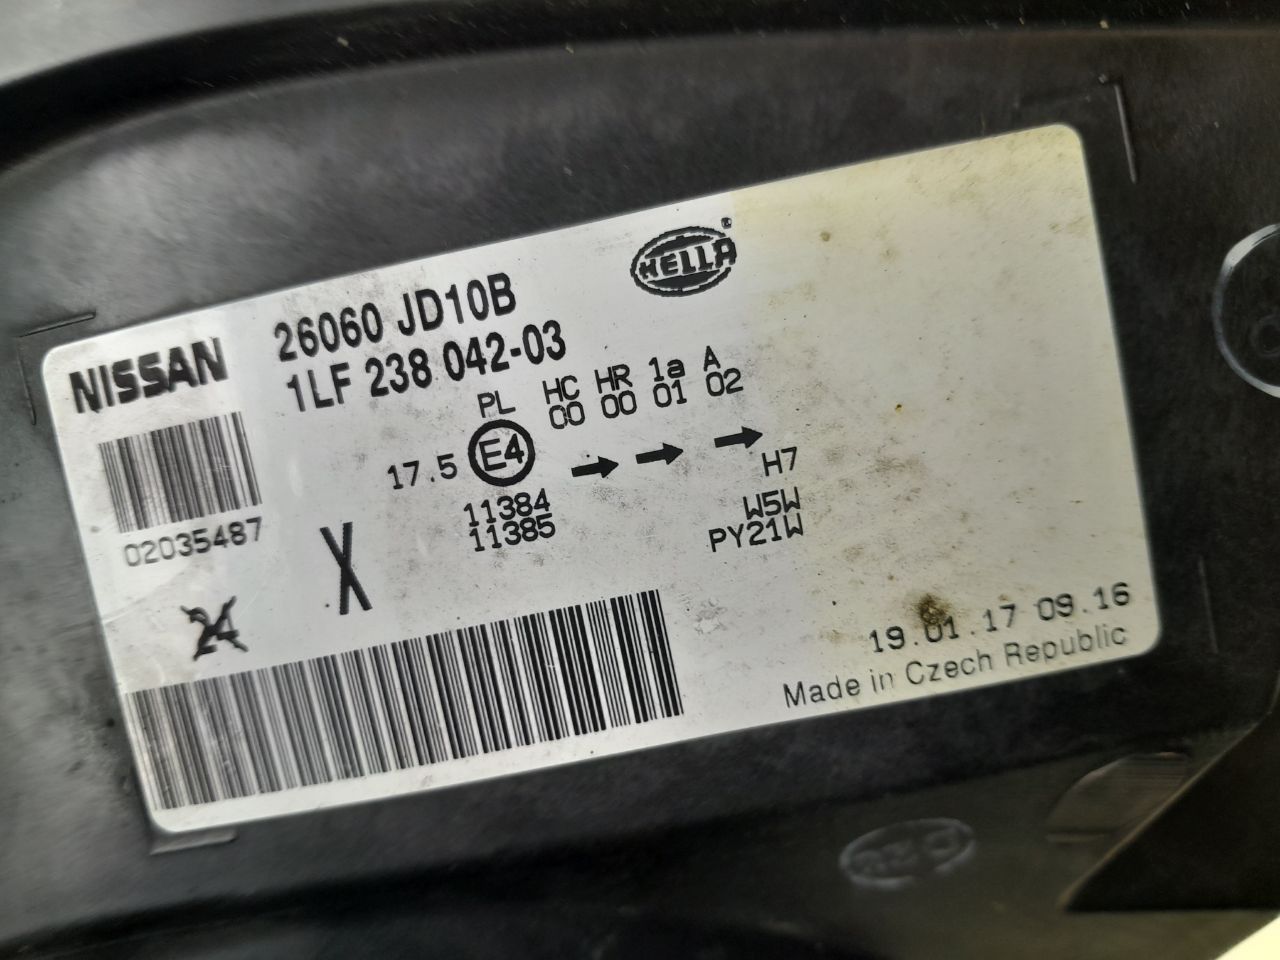 HELLA®
NISSAN
26060 JD10B
1LF 238 042-03
PL HC HR 1a A
00 00 01 02
17.5 E4
11384
11385
H7
W5W
PY21W
02035487
X
24
19.01.17 09.16
Made in Czech Republic